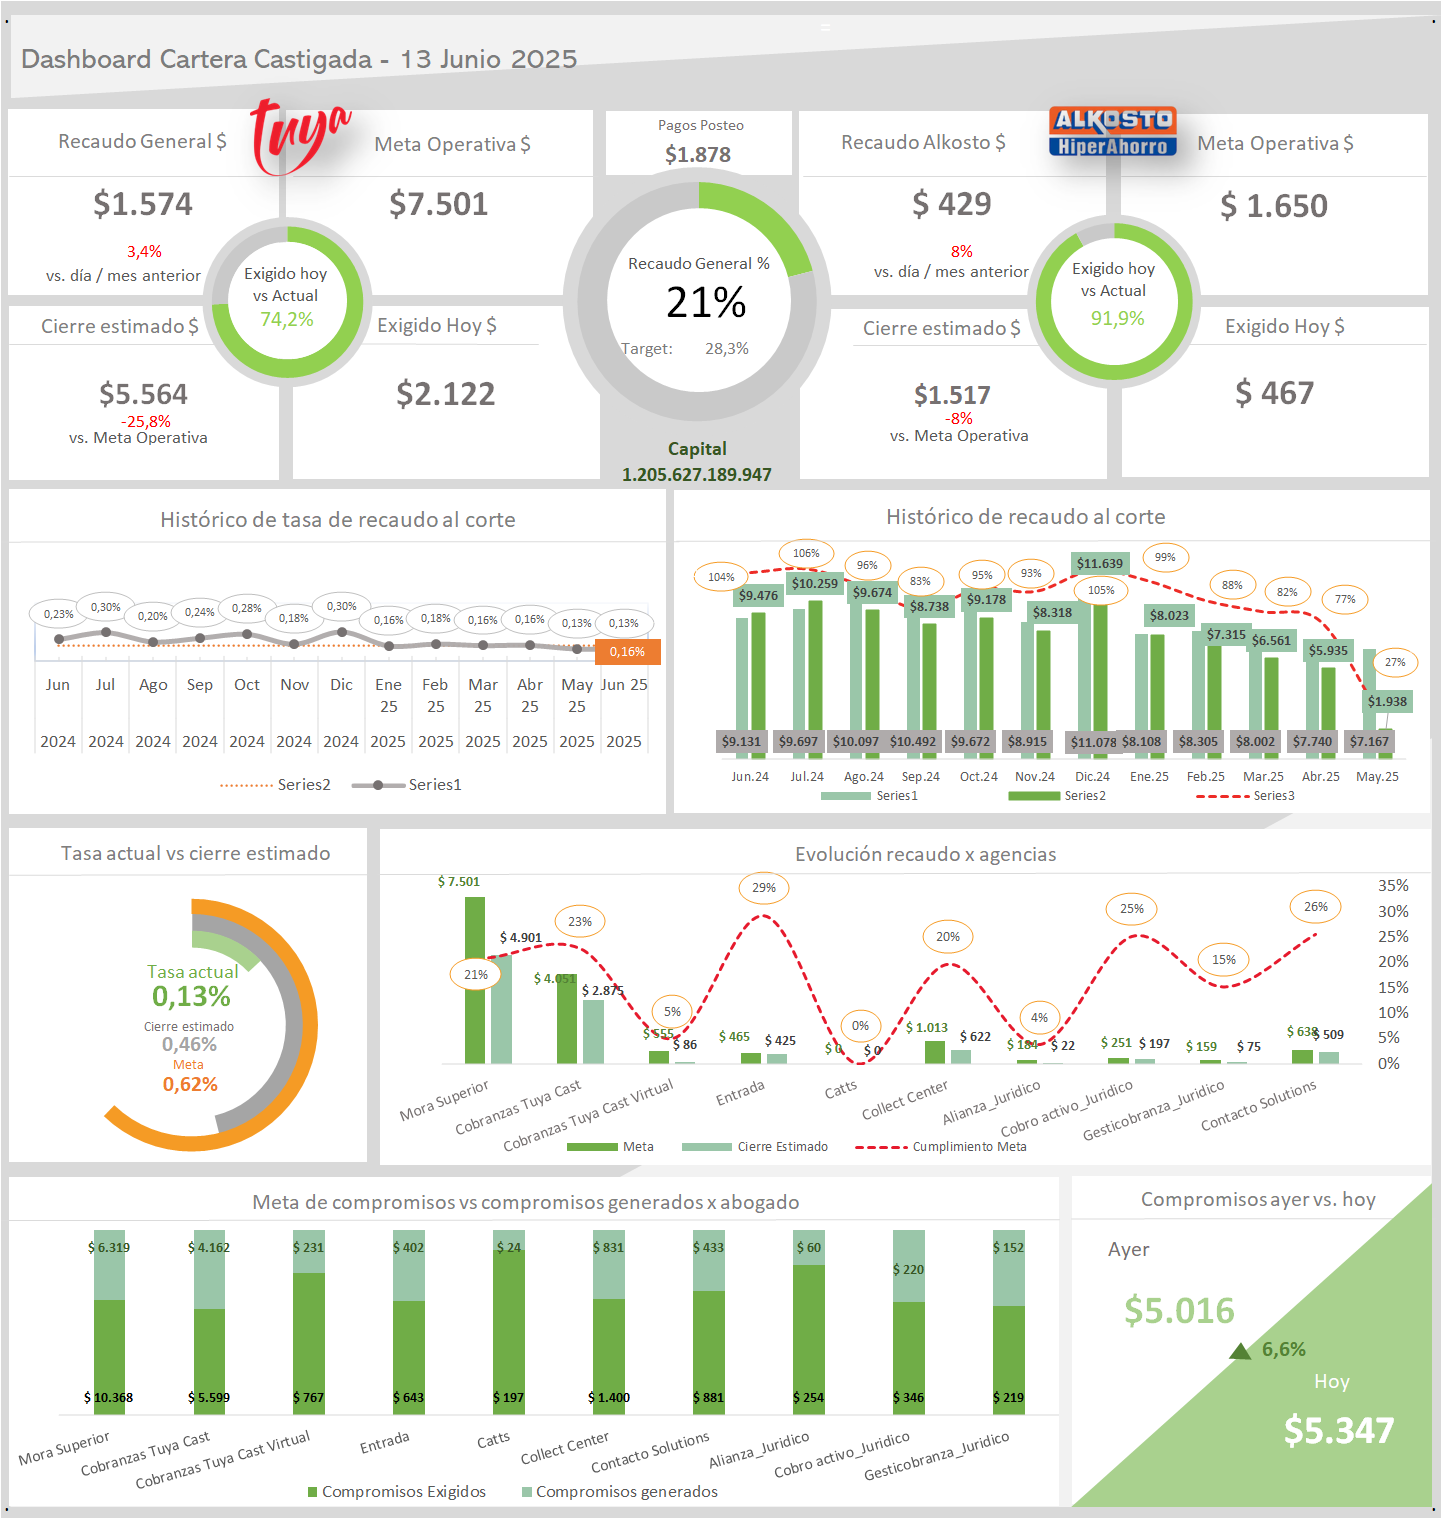 Dashboard Cartera Castigada - 13 Junio 2025
=
Recaudo General $
tuya
Meta Operativa $
$1.574
$7.501
3,4%
vs. día / mes anterior
Exigido hoy
vs Actual
74,2%
Cierre estimado $
Exigido Hoy $
$5.564
-25,8%
vs. Meta Operativa
$2.122
Pagos Posteo
$1.878
Recaudo General %
21%
Target: 28,3%
Capital
1.205.627.189.947
Recaudo Alkosto $
ALKOSTO
HiperAhorro
Meta Operativa $
$ 429
$ 1.650
8%
vs. día / mes anterior
Exigido hoy
vs Actual
91,9%
Cierre estimado $
Exigido Hoy $
$1.517
-8%
vs. Meta Operativa
$ 467
Histórico de tasa de recaudo al corte
0,23% 0,30% 0,20% 0,24% 0,28% 0,18% 0,30% 0,16% 0,18% 0,16% 0,16% 0,13% 0,13%
0,16%
Jun Jul Ago Sep Oct Nov Dic Ene Feb Mar Abr May Jun 25
25 25 25 25 25
2024 2024 2024 2024 2024 2024 2024 2025 2025 2025 2025 2025 2025
Series2 Series1
Histórico de recaudo al corte
104% 106% 96% 83% 95% 93% 105% 99% 88% 82% 77% 27%
$9.476 $10.259 $9.674 $8.738 $9.178 $8.318 $11.639 $8.023 $7.315 $6.561 $5.935 $1.938
$9.131 $9.697 $10.097 $10.492 $9.672 $8.915 $11.078 $8.108 $8.305 $8.002 $7.740 $7.167
Jun.24 Jul.24 Ago.24 Sep.24 Oct.24 Nov.24 Dic.24 Ene.25 Feb.25 Mar.25 Abr.25 May.25
Series1 Series2 Series3
Tasa actual vs cierre estimado
Tasa actual
0,13%
Cierre estimado
0,46%
Meta
0,62%
Evolución recaudo x agencias
$ 7.501 $ 4.051 $ 555 $ 465 $ 0 $ 1.013 $ 184 $ 251 $ 159 $ 638
$ 4.901 $ 2.875 $ 86 $ 425 $ 0 $ 622 $ 22 $ 197 $ 75 $ 509
21% 23% 5% 29% 0% 20% 4% 25% 15% 26%
35%
30%
25%
20%
15%
10%
5%
0%
Mora Superior Cobranzas Tuya Cast Cobranzas Tuya Cast Virtual Entrada Catts Collect Center Alianza_Juridico Cobro activo_Juridico Gesticobranza_Juridico Contacto Solutions
Meta Cierre Estimado Cumplimiento Meta
Meta de compromisos vs compromisos generados x abogado
$ 6.319 $ 4.162 $ 231 $ 402 $ 24 $ 831 $ 433 $ 60 $ 220 $ 152
$ 10.368 $ 5.599 $ 767 $ 643 $ 197 $ 1.400 $ 881 $ 254 $ 346 $ 219
Mora Superior Cobranzas Tuya Cast Cobranzas Tuya Cast Virtual Entrada Catts Collect Center Contacto Solutions Alianza_Juridico Cobro activo_Juridico Gesticobranza_Juridico
Compromisos Exigidos Compromisos generados
Compromisos ayer vs. hoy
Ayer
$5.016
6,6%
Hoy
$5.347